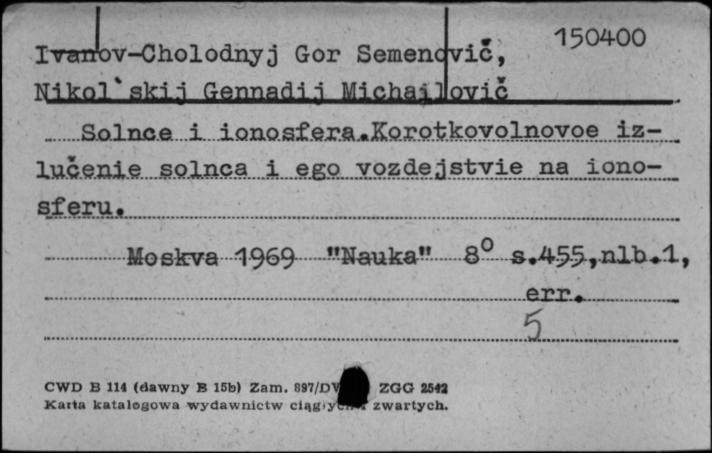 150400
Ivanov-Cholodnyj Gor Semenovič,
Nikol`skij Gennadij Michajlovič
Solnce i ionosfera.Korotkovolnovoe iz-
lučenie solnca i ego vozdejstvie na iono-
sferu.
Moskva 1969 "Nauka" 8⁰ s.455,nlb.1,
err.
5
CWD B 114 (dawny B 15b) Zam. 897/DV ZGG 2542
Karta katalogowa wydawnictw zwartych.